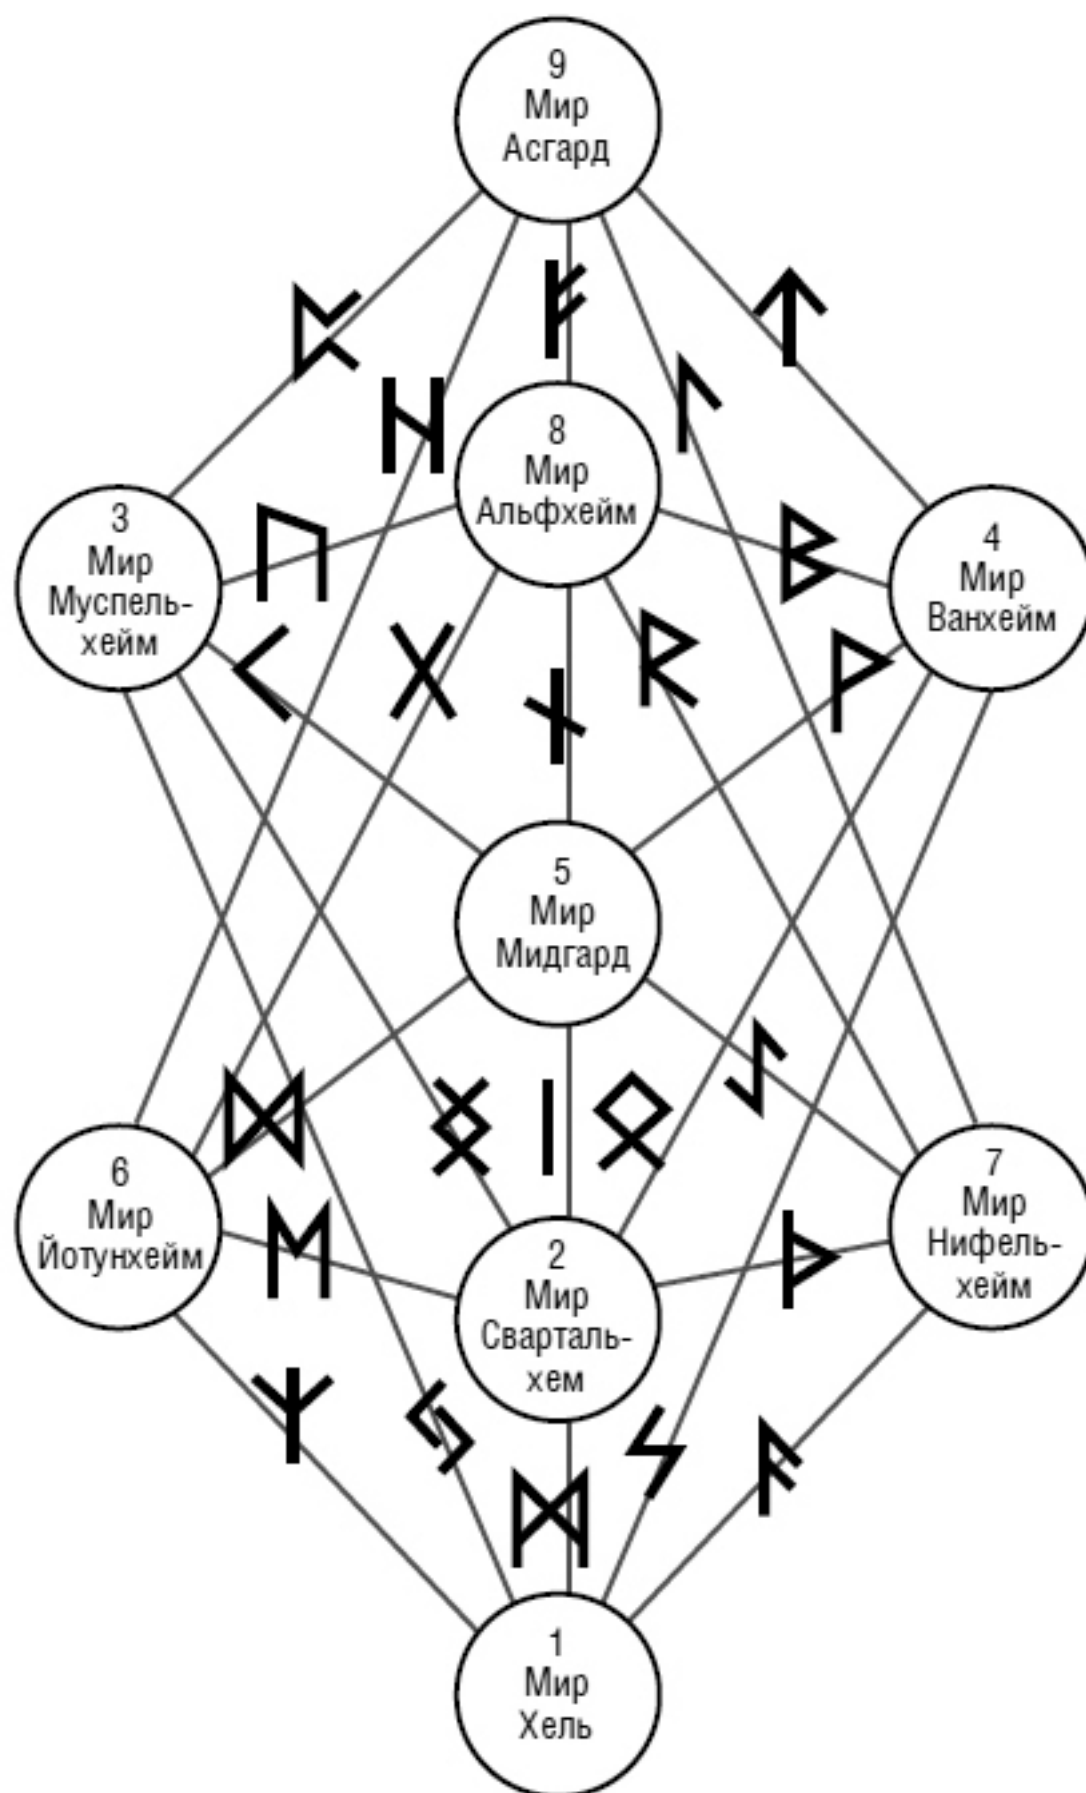 9
Мир
Асгард
ᛈ
ᚠ
ᛏ
ᚺ
ᛚ
8
Мир
Альфхейм
3
Мир
Муспель-
хейм
ᚢ
ᛒ
4
Мир
Ванхейм
ᚲ
ᚷ
ᚾ
ᚱ
ᚹ
5
Мир
Мидгард
ᛞ
ᛝ
ᛁ
ᛟ
ᛇ
6
Мир
Йотунхейм
ᛖ
2
Мир
Сварталь-
хем
ᚦ
7
Мир
Нифель-
хейм
ᛉ
ᛃ
ᛗ
ᛊ
ᚨ
1
Мир
Хель